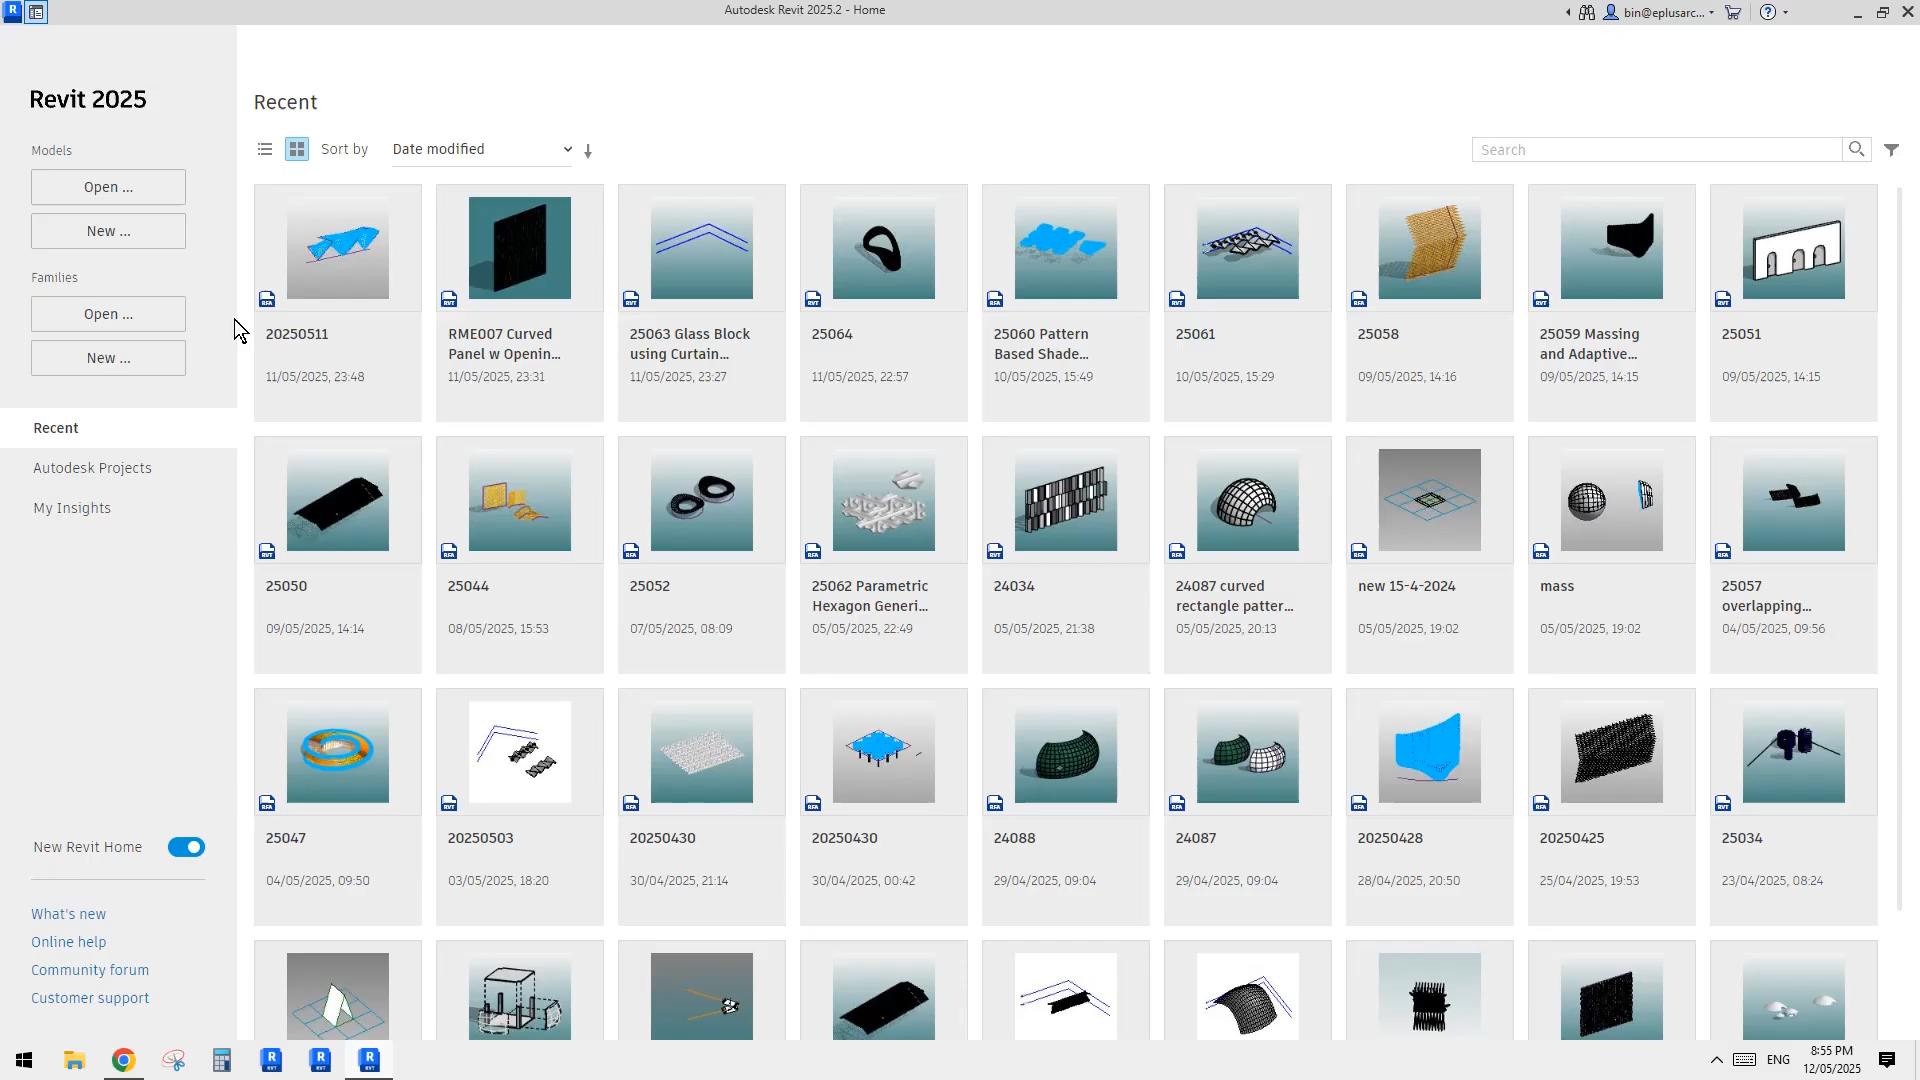 Autodesk Revit 2025.2 - Home
bin@eplusarc...
Revit 2025
Models
Open ...
New ...
Families
Open ...
New ...
Recent
Autodesk Projects
My Insights
New Revit Home
What's new
Online help
Community forum
Customer support
Recent
Sort by
Date modified
Search
20250511
11/05/2025, 23:48
RME007 Curved
Panel w Openin...
11/05/2025, 23:31
25063 Glass Block
using Curtain...
11/05/2025, 23:27
25064
11/05/2025, 22:57
25060 Pattern
Based Shade...
10/05/2025, 15:49
25061
10/05/2025, 15:29
25058
09/05/2025, 14:16
25059 Massing
and Adaptive...
09/05/2025, 14:15
25051
09/05/2025, 14:15
25050
09/05/2025, 14:14
25044
08/05/2025, 15:53
25052
07/05/2025, 08:09
25062 Parametric
Hexagon Generi...
05/05/2025, 22:49
24034
05/05/2025, 21:38
24087 curved
rectangle patter...
05/05/2025, 20:13
new 15-4-2024
05/05/2025, 19:02
mass
05/05/2025, 19:02
25057
overlapping...
04/05/2025, 09:56
25047
04/05/2025, 09:50
20250503
03/05/2025, 18:20
20250430
30/04/2025, 21:14
20250430
30/04/2025, 00:42
24088
29/04/2025, 09:04
24087
29/04/2025, 09:04
20250428
28/04/2025, 20:50
20250425
25/04/2025, 19:53
25034
23/04/2025, 08:24
ENG
8:55 PM
12/05/2025